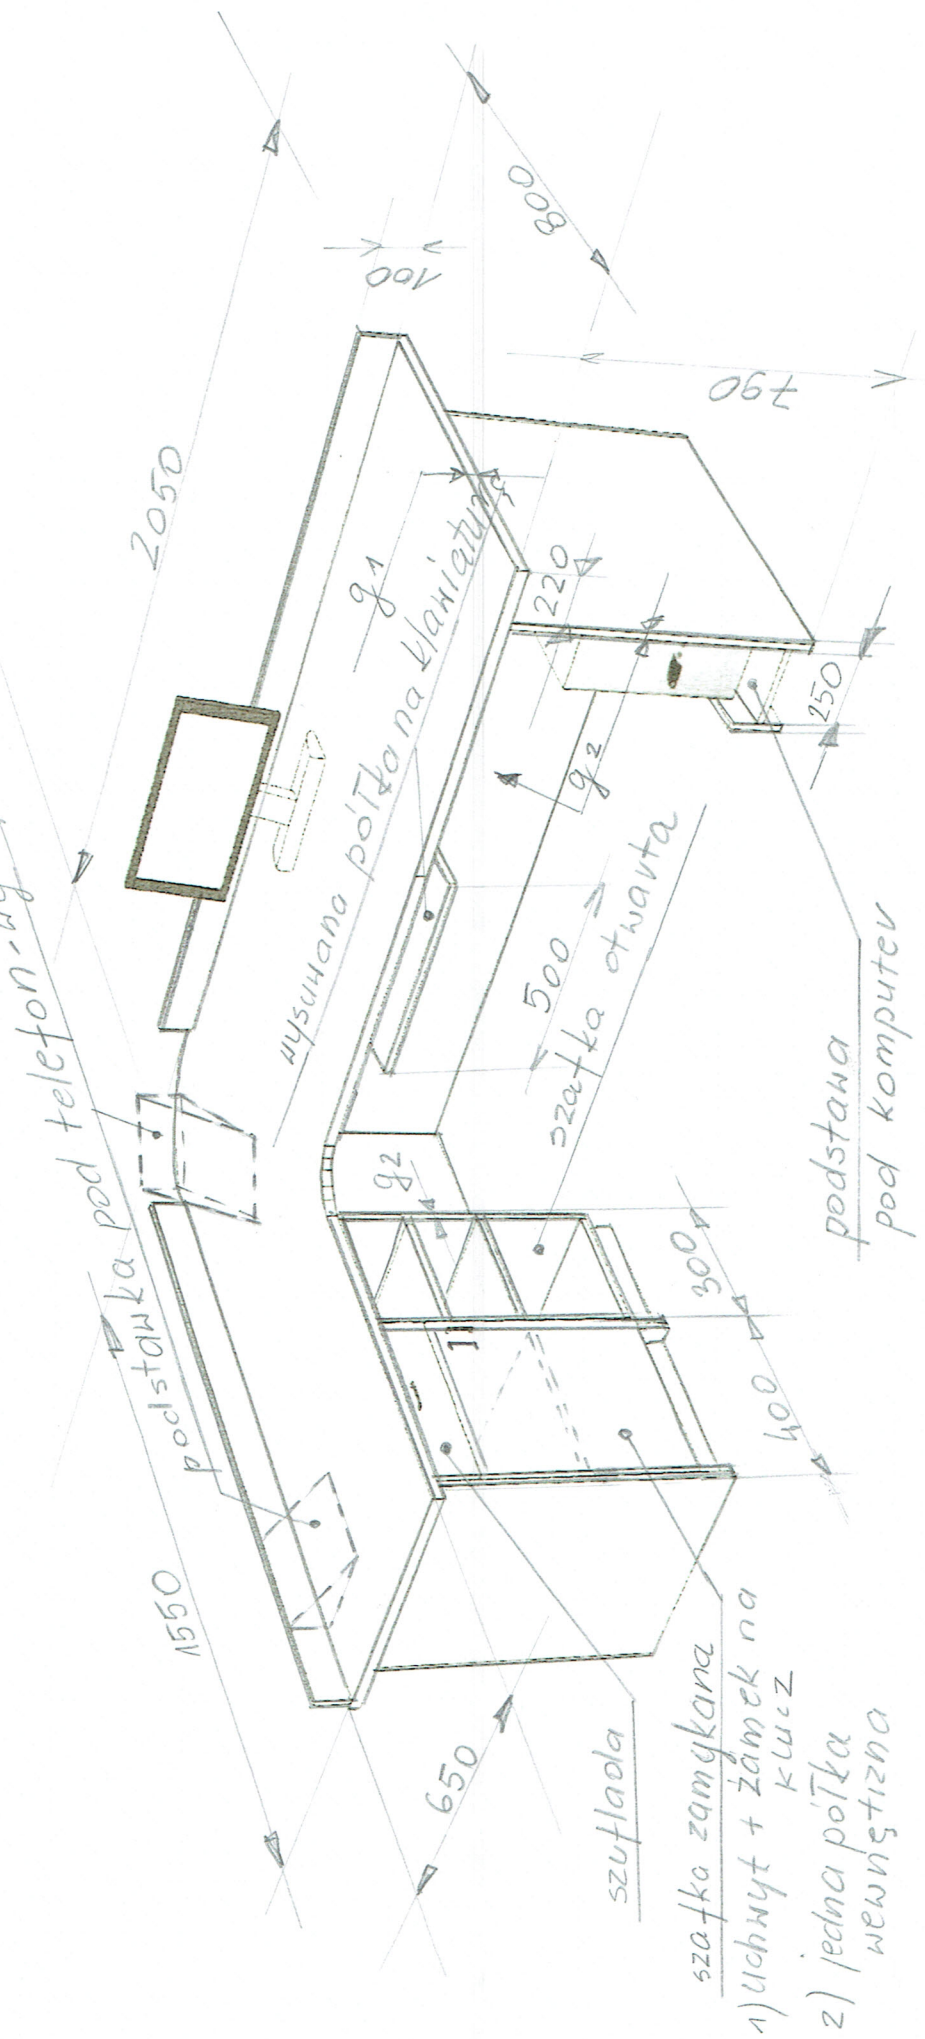 podstawka pod telefon
1550
2050
100
800
790
g1
wysuwana półka na klawiaturę
220
g2
250
500
szafka otwarta
g2
300
400
650
podstawa
pod komputer
szuflada
szafka zamykana
1) uchwyt + zamek na
klucz
2) jedna półka
wewnętrzna